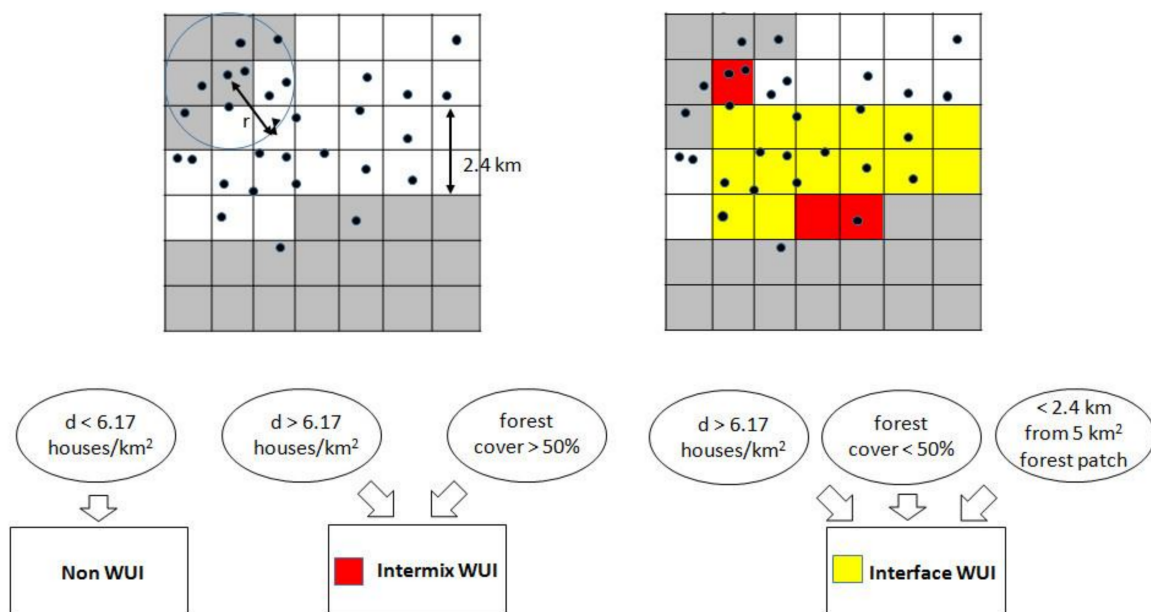 r
2.4 km
d < 6.17
houses/km²
d > 6.17
houses/km²
forest
cover > 50%
d > 6.17
houses/km²
forest
cover < 50%
< 2.4 km
from 5 km²
forest patch
Non WUI
Intermix WUI
Interface WUI